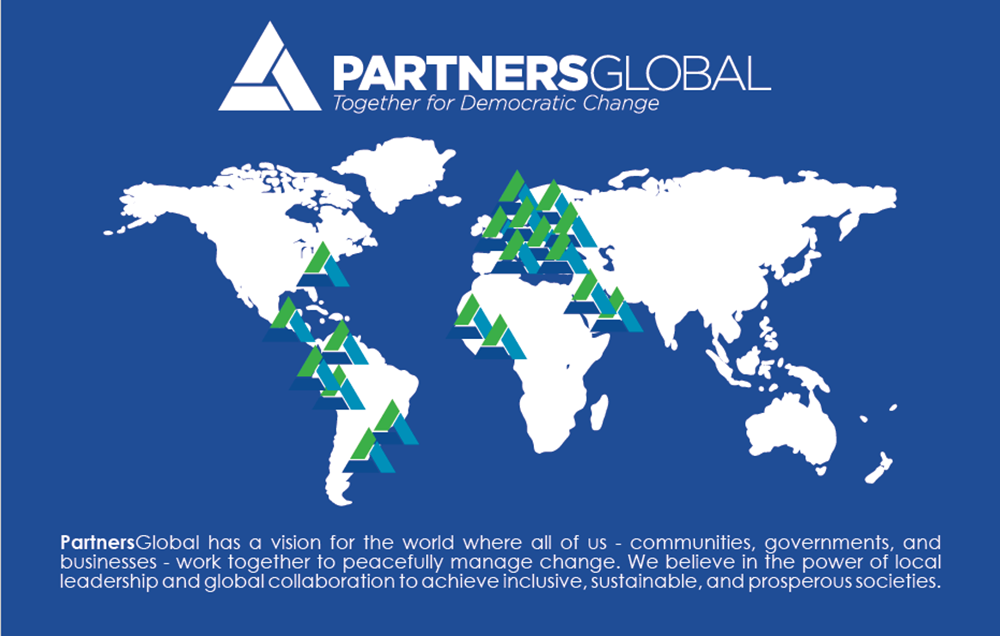 PARTNERSGLOBAL
Together for Democratic Change
PartnersGlobal has a vision for the world where all of us - communities, governments, and
businesses - work together to peacefully manage change. We believe in the power of local
leadership and global collaboration to achieve inclusive, sustainable, and prosperous societies.